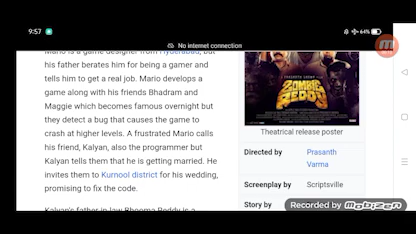 9:57
64%
No internet connection
Mario is a game designer from Hyderabad, but
his father berates him for being a gamer and
tells him to get a real job. Mario develops a
game along with his friends Bhadram and
Maggie which becomes famous overnight but
they detect a bug that causes the game to
crash at higher levels. A frustrated Mario calls
his friend, Kalyan, also the programmer but
Kalyan tells them that he is getting married. He
invites them to Kurnool district for his wedding,
promising to fix the code.
Kalyan's father in law Bhooma Reddy is a
ZOMBIE
REDDY
Theatrical release poster
Directed by Prasanth
Varma
Screenplay by Scriptsville
Story by
Recorded by
MOBIZEN